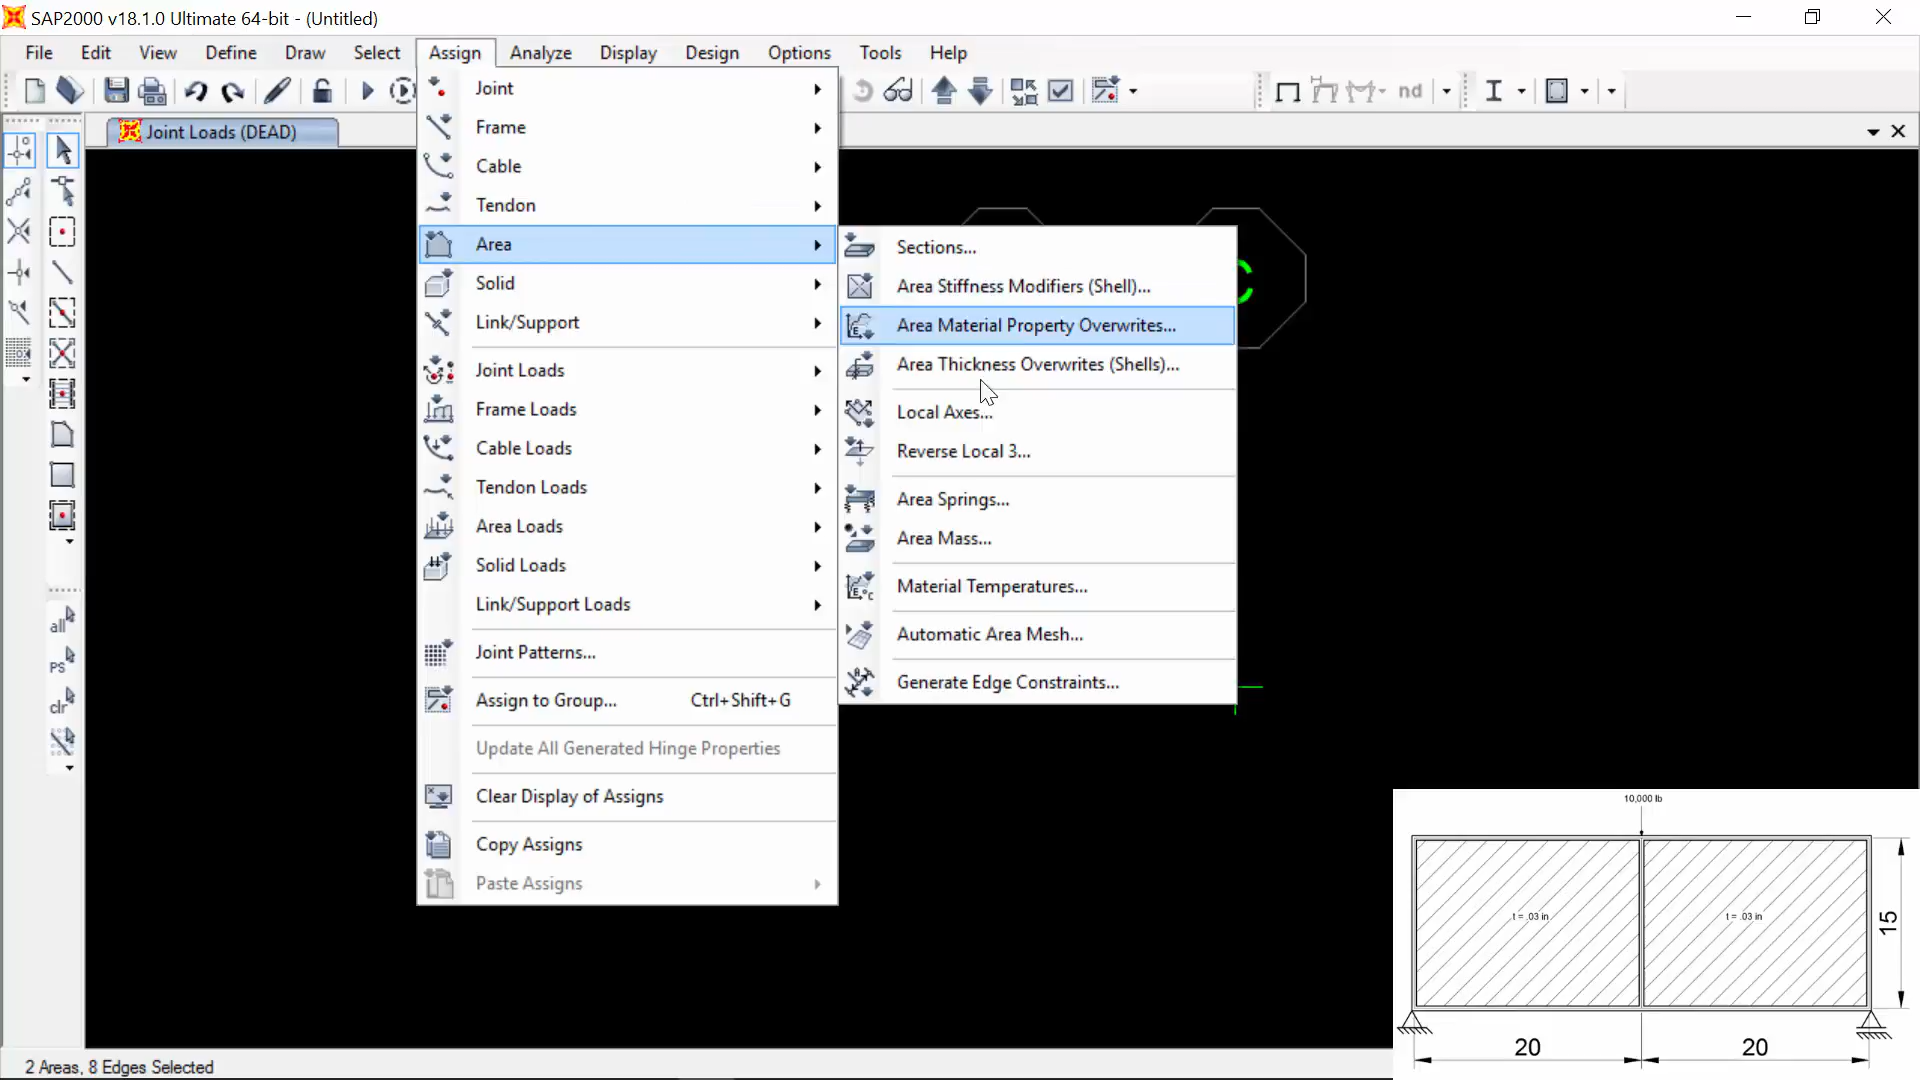 SAP2000 v18.1.0 Ultimate 64-bit - (Untitled)
File Edit View Define Draw Select Assign Analyze Display Design Options Tools Help
nd
Joint Loads (DEAD)
Joint
Frame
Cable
Tendon
Area
Solid
Link/Support
Joint Loads
Frame Loads
Cable Loads
Tendon Loads
Area Loads
Solid Loads
Link/Support Loads
Joint Patterns...
Assign to Group... Ctrl+Shift+G
Update All Generated Hinge Properties
Clear Display of Assigns
Copy Assigns
Paste Assigns
Sections...
Area Stiffness Modifiers (Shell)...
Area Material Property Overwrites...
Area Thickness Overwrites (Shells)...
Local Axes...
Reverse Local 3...
Area Springs...
Area Mass...
Material Temperatures...
Automatic Area Mesh...
Generate Edge Constraints...
all
PS
clr
10,000 lb
t = .03 in
t = .03 in
15
20
20
2 Areas, 8 Edges Selected